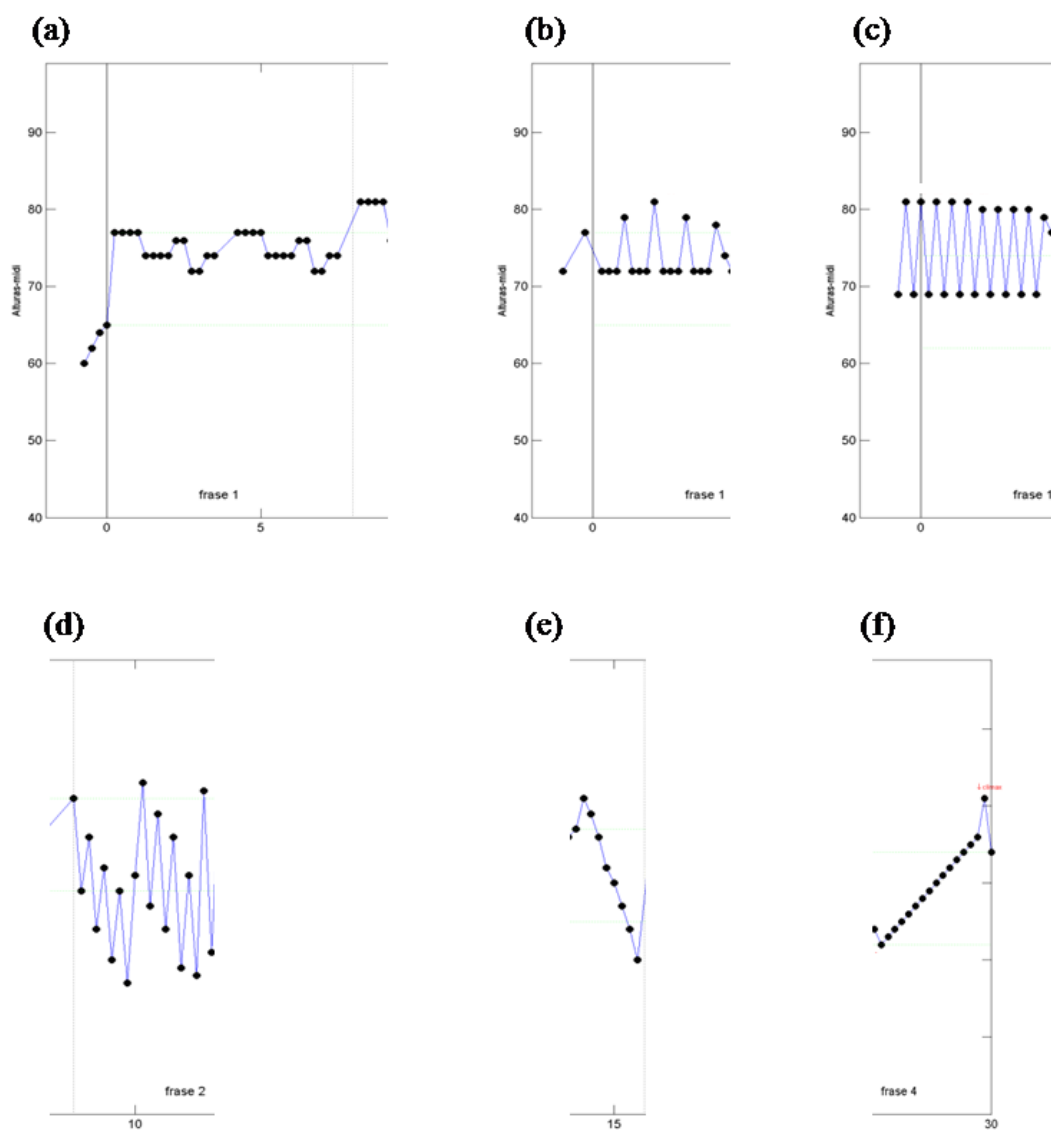 (a) (b) (c)
90 90 90
80 80 80
70 70 70
Alturas-midi Alturas-midi Alturas-midi
60 60 60
50 50 50
frase 1 frase 1 frase 1
40 40 40
0 5 0 0
(d) (e) (f)
↓ climax
frase 2 frase 4
10 15 30